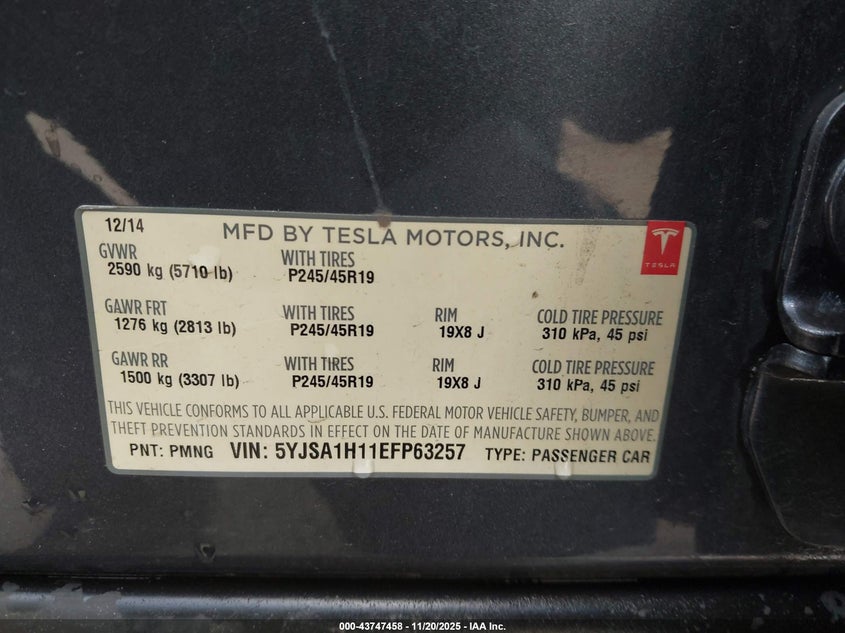 12/14
MFD BY TESLA MOTORS, INC.
TESLA
GVWR
2590 kg (5710 lb)
WITH TIRES
P245/45R19
GAWR FRT
1276 kg (2813 lb)
WITH TIRES
P245/45R19
RIM
19X8 J
COLD TIRE PRESSURE
310 kPa, 45 psi
GAWR RR
1500 kg (3307 lb)
WITH TIRES
P245/45R19
RIM
19X8 J
COLD TIRE PRESSURE
310 kPa, 45 psi
THIS VEHICLE CONFORMS TO ALL APPLICABLE U.S. FEDERAL MOTOR VEHICLE SAFETY, BUMPER, AND
THEFT PREVENTION STANDARDS IN EFFECT ON THE DATE OF MANUFACTURE SHOWN ABOVE.
PNT: PMNG VIN: 5YJSA1H11EFP63257 TYPE: PASSENGER CAR
000-43747458 - 11/20/2025 - IAA Inc.